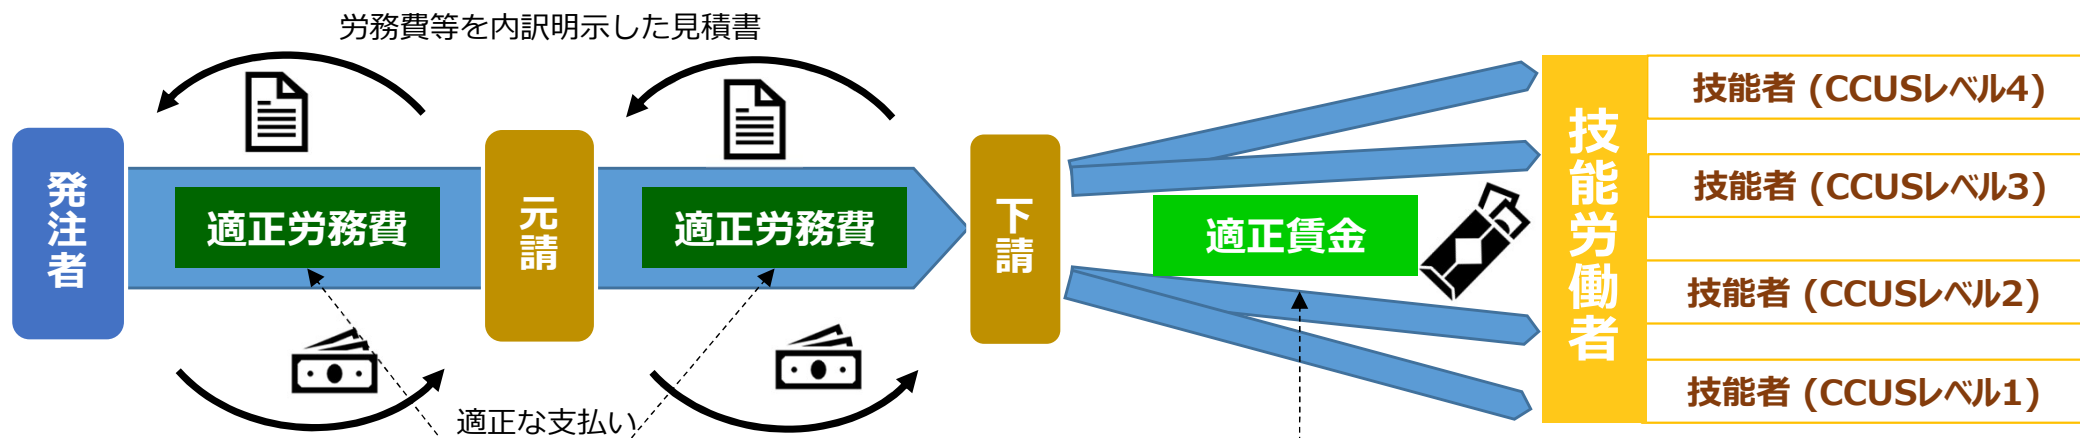 労務費等を内訳明示した見積書
発注者
適正労務費
元請
適正労務費
下請
適正賃金
技能労働者
技能者 (CCUSレベル4)
技能者 (CCUSレベル3)
技能者 (CCUSレベル2)
技能者 (CCUSレベル1)
適正な支払い